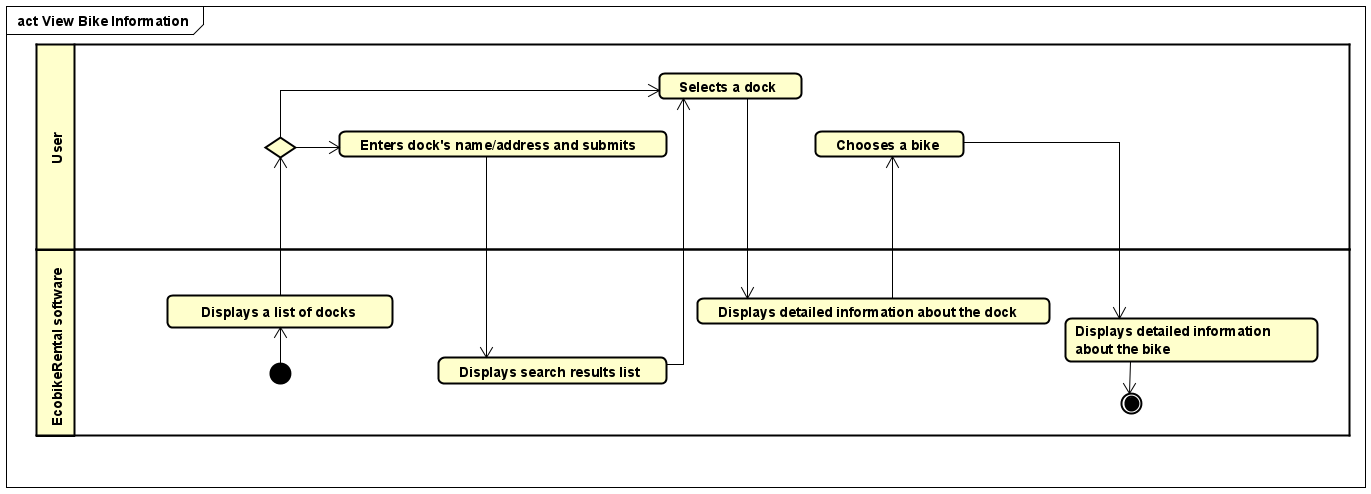 act View Bike Information
User
Selects a dock
Enters dock's name/address and submits
Chooses a bike
EcobikeRental software
Displays a list of docks
Displays detailed information about the dock
Displays detailed information
about the bike
Displays search results list